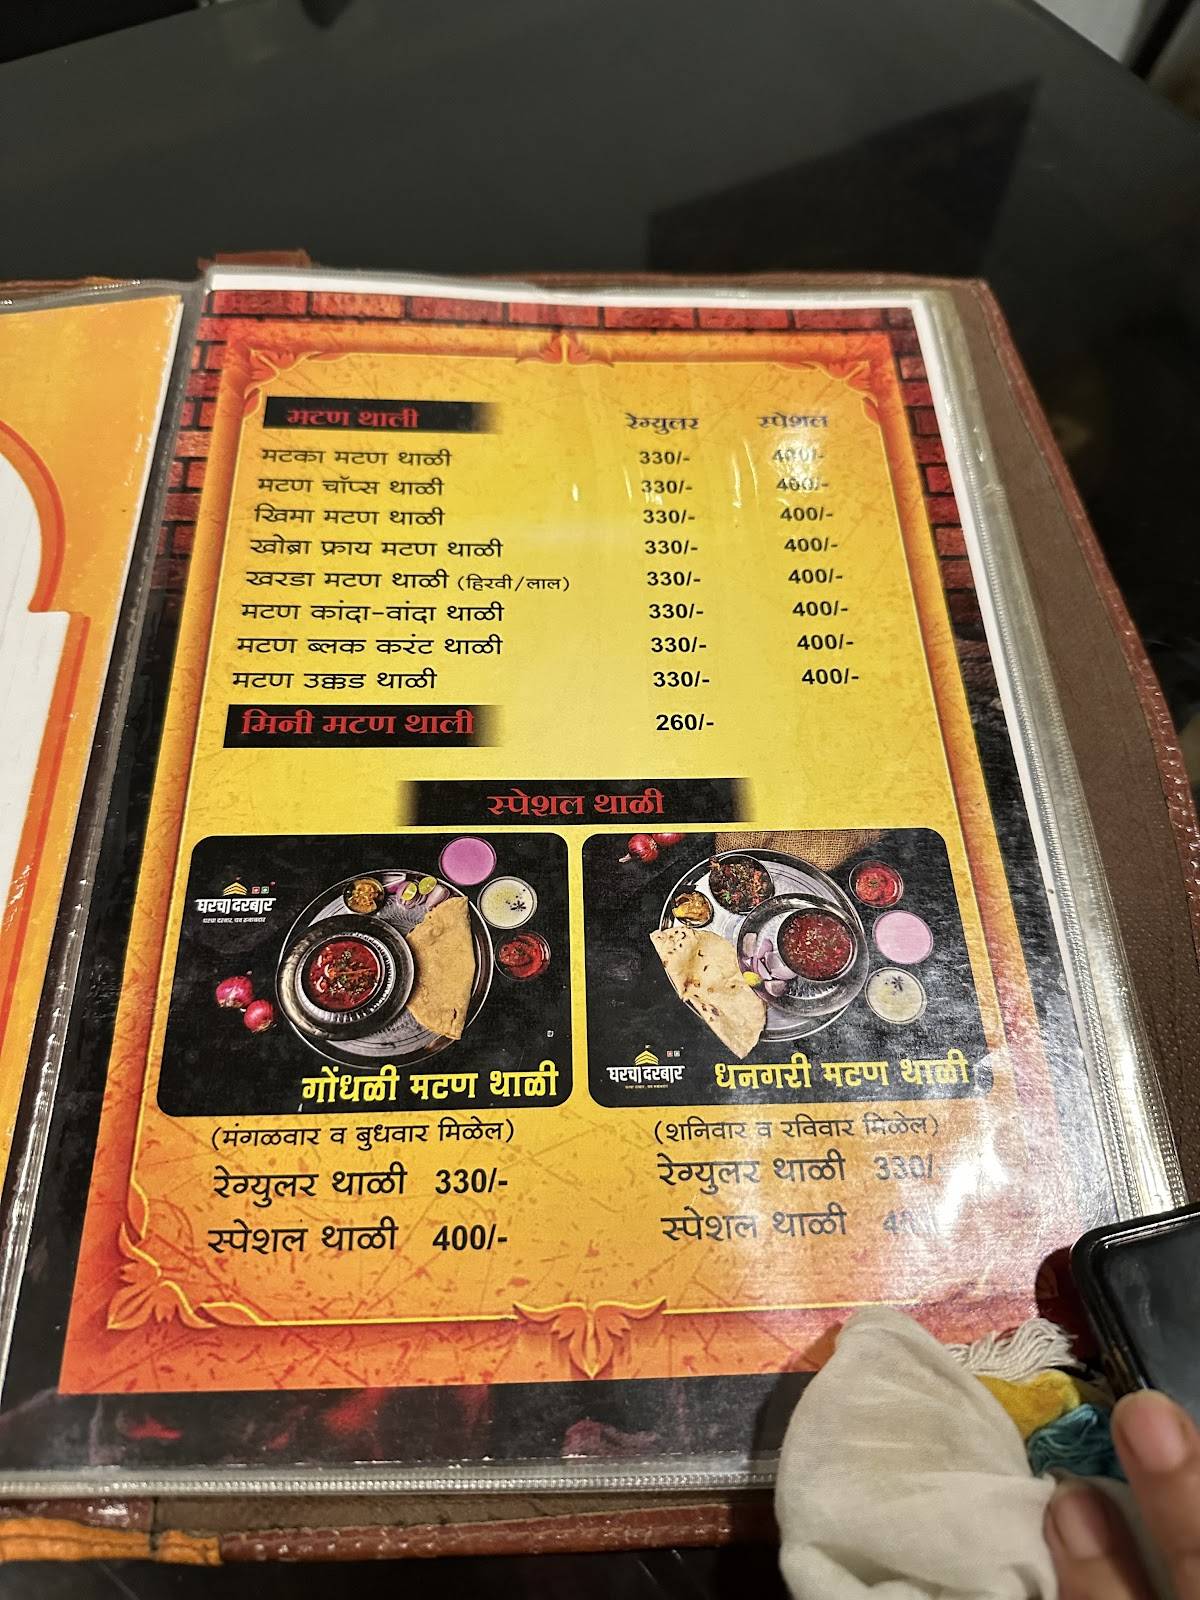 मटण थाली रेग्युलर स्पेशल
मटका मटण थाळी 330/- 400/-
मटण चॉप्स थाळी 330/- 400/-
खिमा मटण थाळी 330/- 400/-
खोब्रा फ्राय मटण थाळी 330/- 400/-
खरडा मटण थाळी (हिरवी/लाल) 330/- 400/-
मटण कांदा-वांदा थाळी 330/- 400/-
मटण ब्लक करंट थाळी 330/- 400/-
मटण उक्कड थाळी 330/- 400/-
मिनी मटण थाली 260/-
स्पेशल थाळी
घरचा दरबार
गोंधळी मटण थाळी
(मंगळवार व बुधवार मिळेल)
रेग्युलर थाळी 330/-
स्पेशल थाळी 400/-
घरचा दरबार
धनगरी मटण थाळी
(शनिवार व रविवार मिळेल)
रेग्युलर थाळी 330/-
स्पेशल थाळी